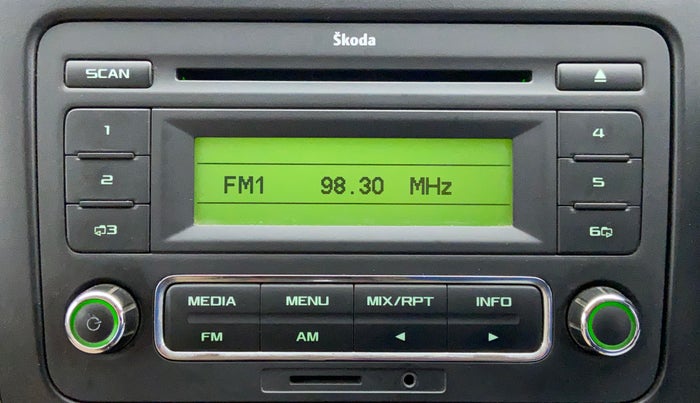 Škoda
SCAN
1 4
FM1 98.30 MHz
2 5
3 6
MEDIA MENU MIX/RPT INFO
FM AM